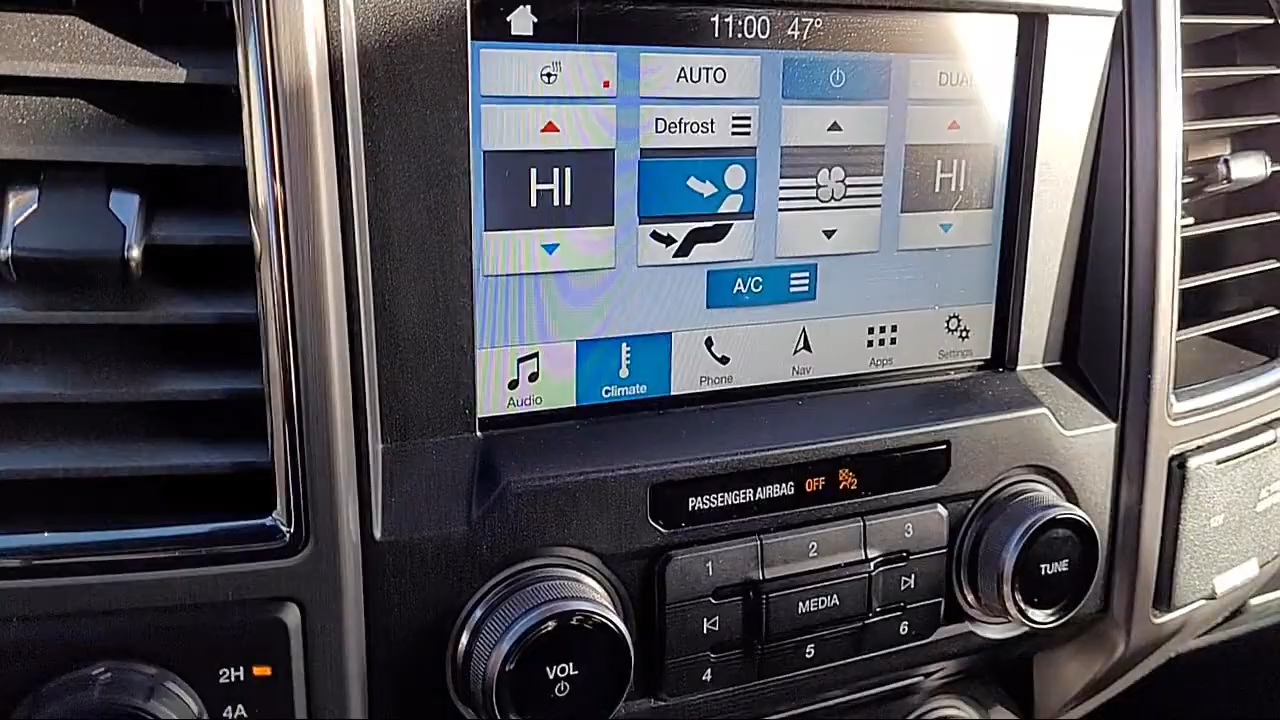 11:00 47°
AUTO
DUAL
Defrost
HI
HI
A/C
Audio
Climate
Phone
Nav
Apps
Settings
PASSENGER AIRBAG OFF 2
1
2
3
MEDIA
4
5
6
VOL
TUNE
2H
4A